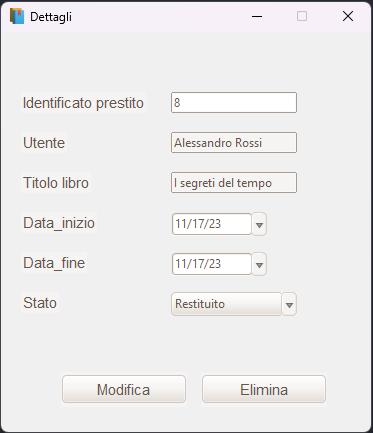 Dettagli
Identificato prestito 8
Utente Alessandro Rossi
Titolo libro I segreti del tempo
Data_inizio 11/17/23
Data_fine 11/17/23
Stato Restituito
Modifica Elimina